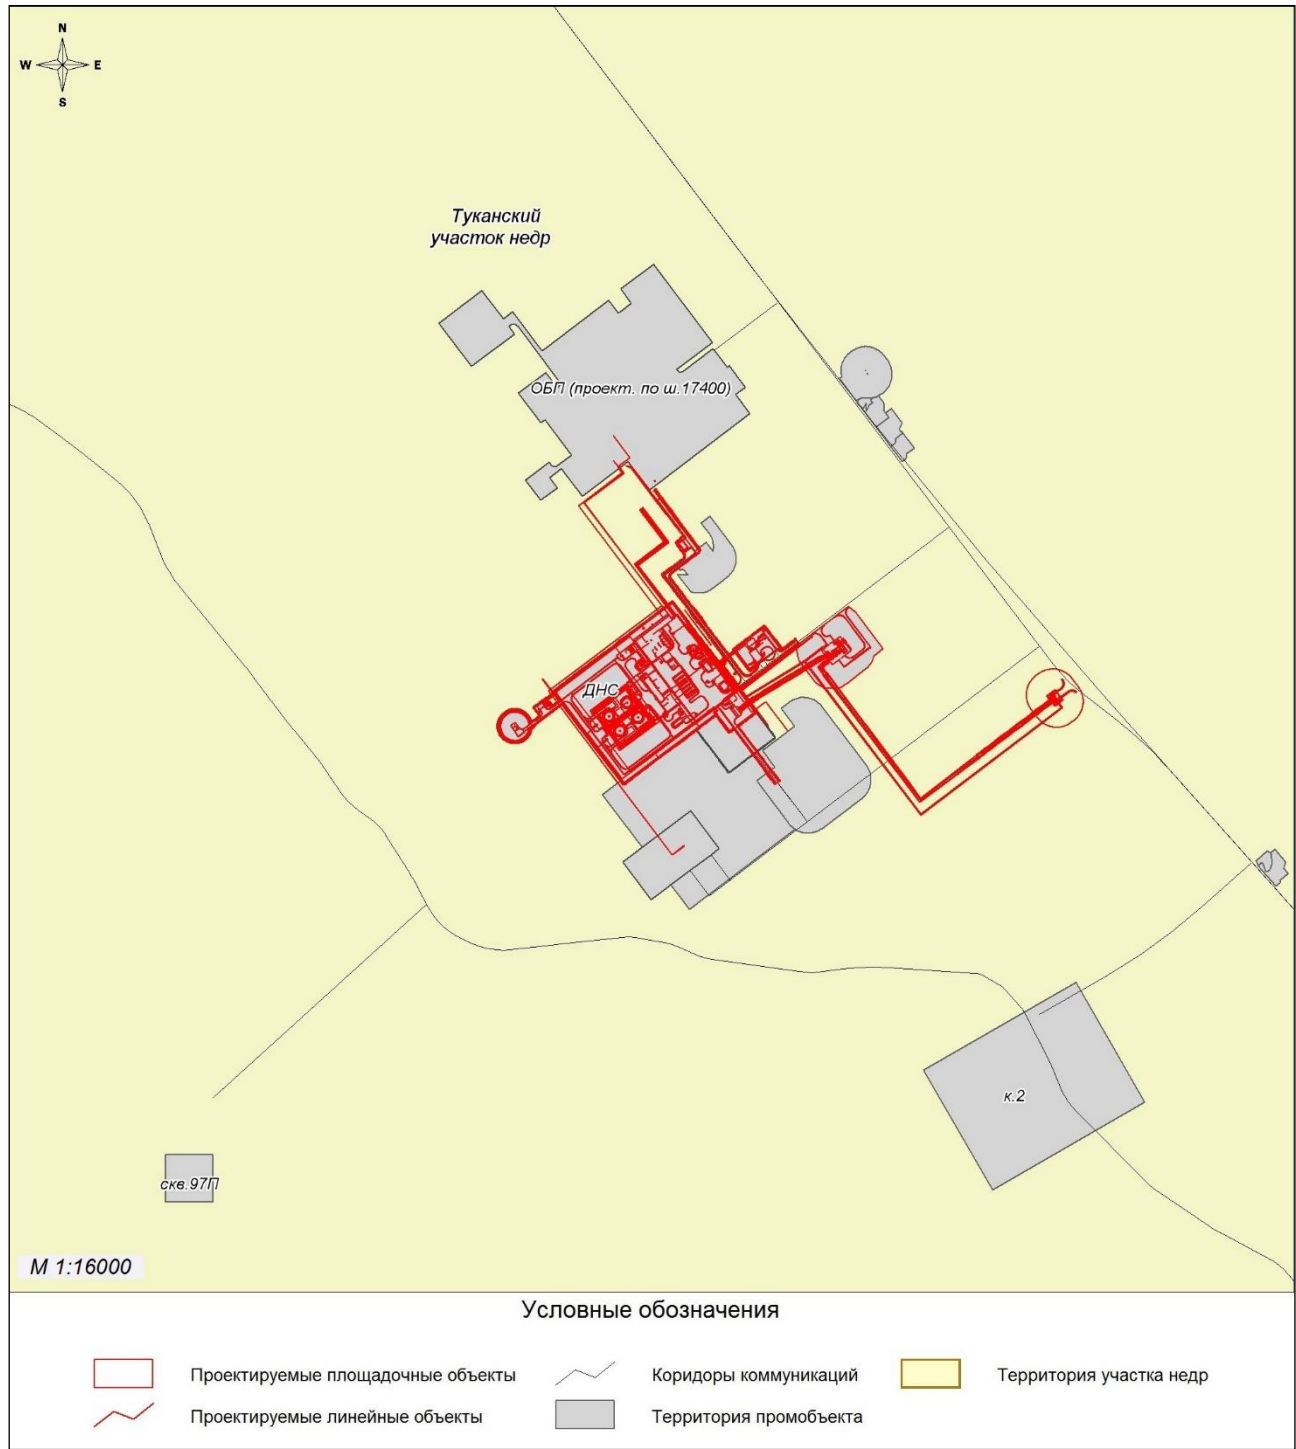 N
W E
S
Туканский
участок недр
ОБП (проект. по ш.17400)
ДНС
к.2
скв.97П
М 1:16000
Условные обозначения
Проектируемые площадочные объекты
Коридоры коммуникаций
Территория участка недр
Проектируемые линейные объекты
Территория промобъекта